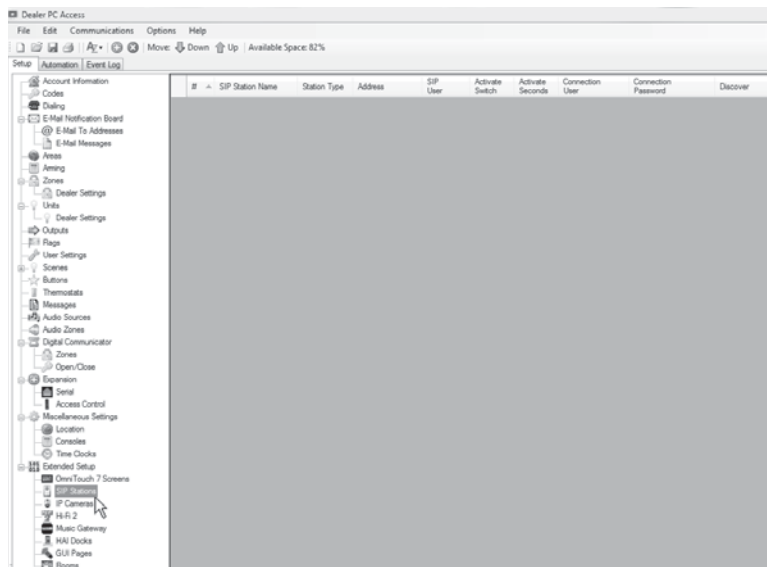 Dealer PC Access
File Edit Communications Options Help
Move: Down Up Available Space: 82%
Setup Automation Event Log
# SIP Station Name Station Type Address SIP User Activate Switch Activate Seconds Connection User Connection Password Discover
Account Information
Codes
Dialing
E-Mail Notification Board
E-Mail To Addresses
E-Mail Messages
Areas
Arming
Zones
Dealer Settings
Units
Dealer Settings
Outputs
Flags
User Settings
Scenes
Buttons
Thermostats
Messages
Audio Sources
Audio Zones
Digital Communicator
Zones
Open/Close
Expansion
Serial
Access Control
Miscellaneous Settings
Location
Consoles
Time Clocks
Extended Setup
OmniTouch 7 Screens
SIP Stations
IP Cameras
Hi-Fi 2
Music Gateway
HAI Docks
GUI Pages
Rooms